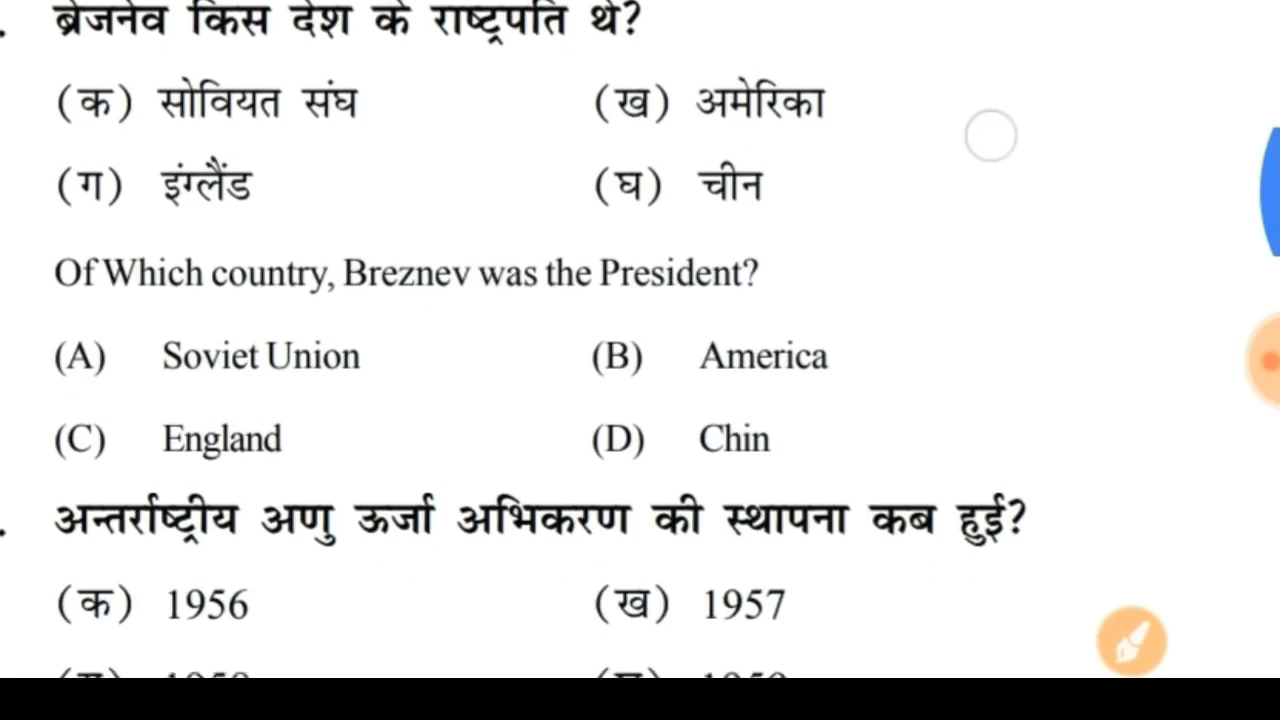 . ब्रेजनेव किस देश के राष्ट्रपति थे?
(क) सोवियत संघ (ख) अमेरिका
(ग) इंग्लैंड (घ) चीन
Of Which country, Breznev was the President?
(A) Soviet Union (B) America
(C) England (D) Chin
. अन्तर्राष्ट्रीय अणु ऊर्जा अभिकरण की स्थापना कब हुई?
(क) 1956 (ख) 1957